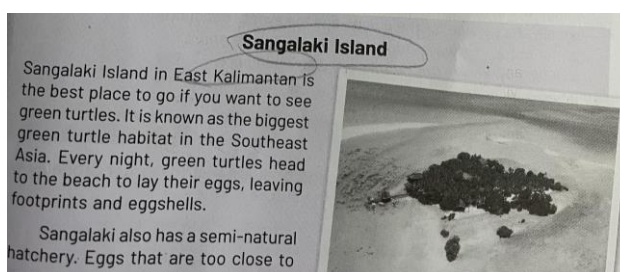 Sangalaki Island
Sangalaki Island in East Kalimantan is
the best place to go if you want to see
green turtles. It is known as the biggest
green turtle habitat in the Southeast
Asia. Every night, green turtles head
to the beach to lay their eggs, leaving
footprints and eggshells.
Sangalaki also has a semi-natural
hatchery. Eggs that are too close to